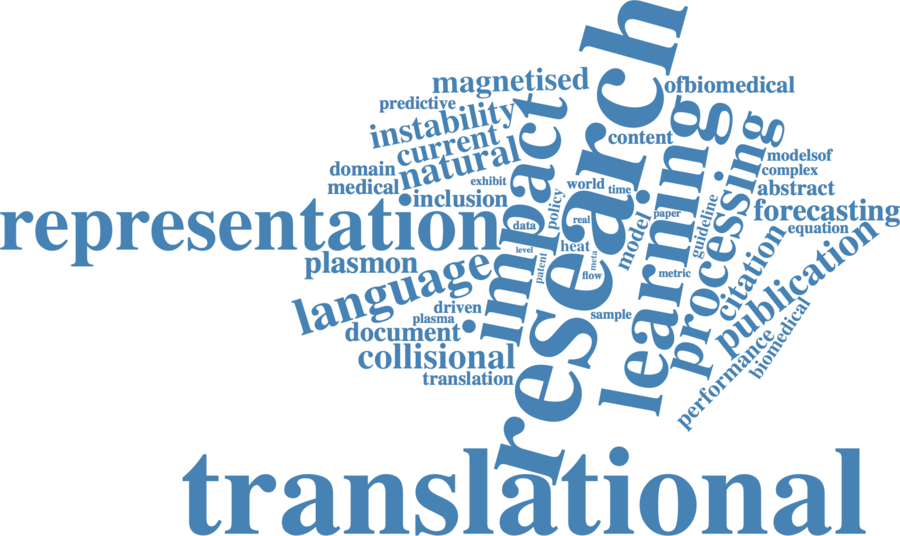 research
magnetised
ofbiomedical
predictive
instability
impact
content
learning
processing
current
natural
modelsof
domain
complex
exhibit
world
time
medical
abstract
inclusion
policy
representation
data
real
model
paper
guideline
forecasting
equation
level
heat
plasmon
patent
meta
flow
metric
citation
publication
language
driven
plasma
sample
document
biomedical
performance
collisional
translation
translational